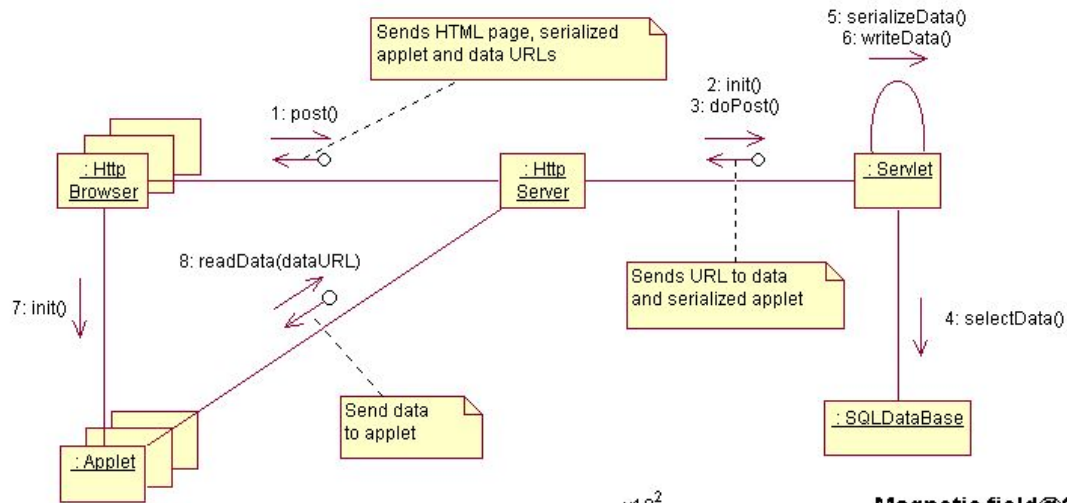 5: serializeData()
6: writeData()
Sends HTML page, serialized
applet and data URLs
2: init()
3: doPost()
1: post()
: Http
Browser
: Http
Server
: Servlet
8: readData(dataURL)
Sends URL to data
and serialized applet
7: init()
4: selectData()
Send data
to applet
: SQLDataBase
: Applet
Magnetic